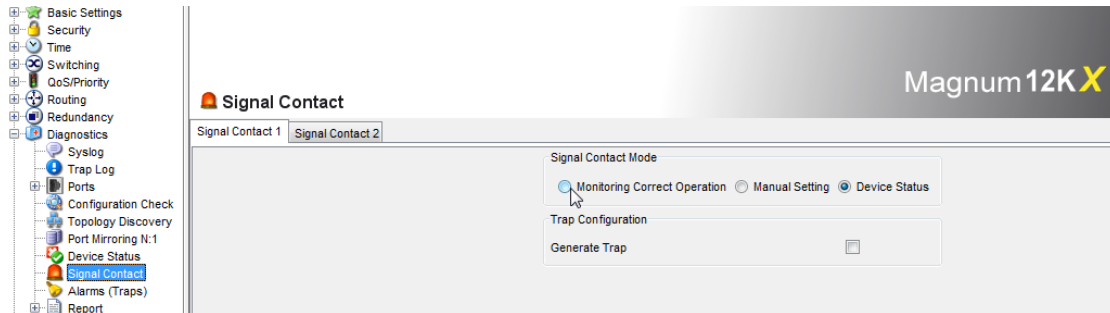 Basic Settings
Security
Time
Switching
QoS/Priority
Routing
Redundancy
Diagnostics
Syslog
Trap Log
Ports
Configuration Check
Topology Discovery
Port Mirroring N:1
Device Status
Signal Contact
Alarms (Traps)
Report
Magnum 12KX
Signal Contact
Signal Contact 1 Signal Contact 2
Signal Contact Mode
Monitoring Correct Operation Manual Setting Device Status
Trap Configuration
Generate Trap